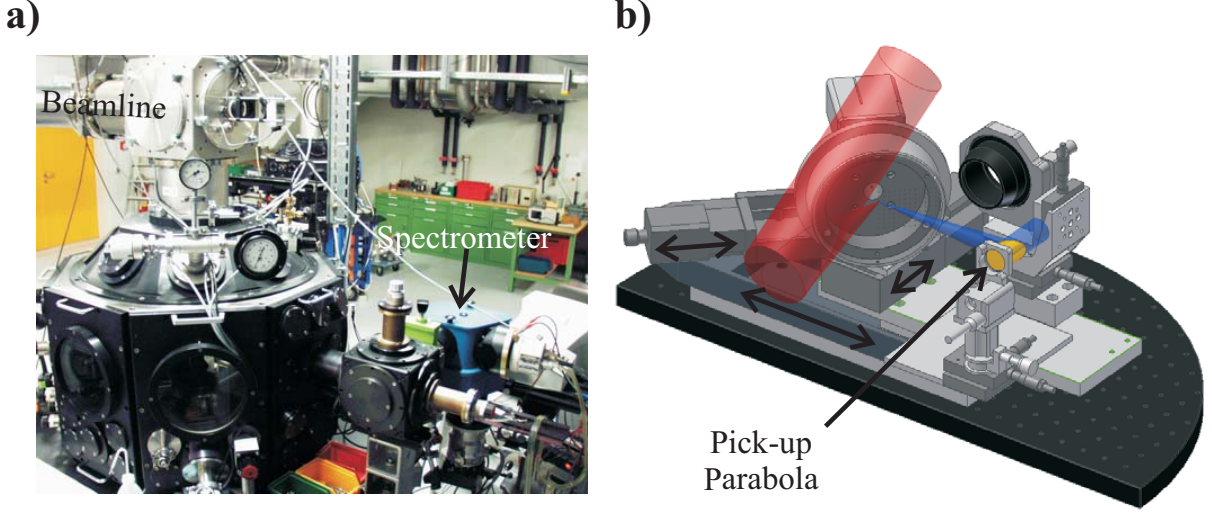 a)
b)
Beamline
Spectrometer
Pick-up
Parabola